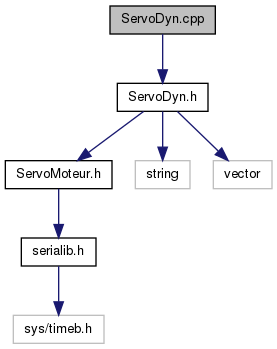 ServoDyn.cpp
ServoDyn.h
ServoMoteur.h
string
vector
serialib.h
sys/timeb.h